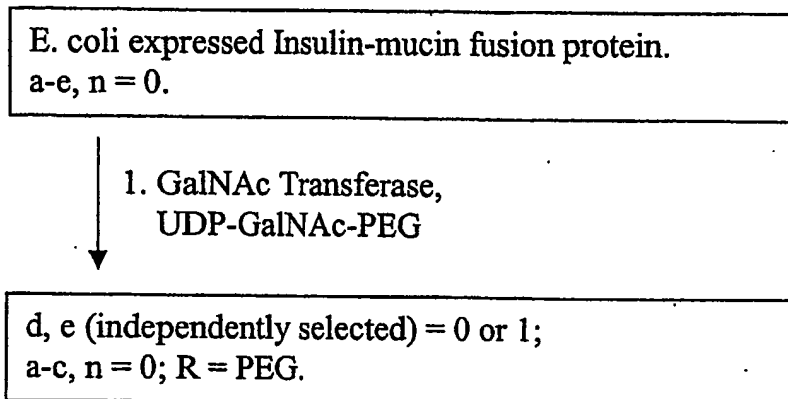 E. coli expressed Insulin-mucin fusion protein.
a-e, n = 0.
1. GalNAc Transferase,
UDP-GalNAc-PEG
d, e (independently selected) = 0 or 1;
a-c, n = 0; R = PEG.